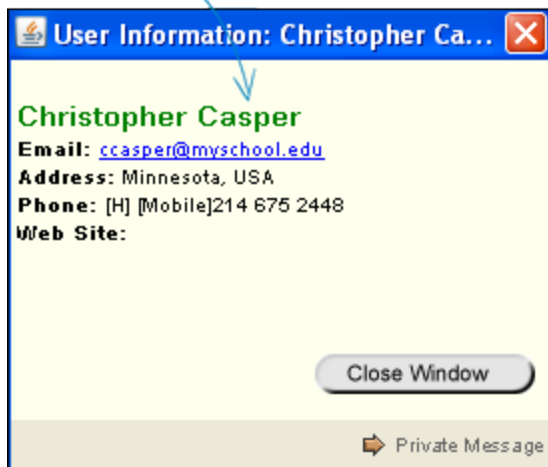 User Information: Christopher Ca...
Christopher Casper
Email: ccasper@myschool.edu
Address: Minnesota, USA
Phone: [H] [Mobile]214 675 2448
Web Site:
Close Window
Private Message